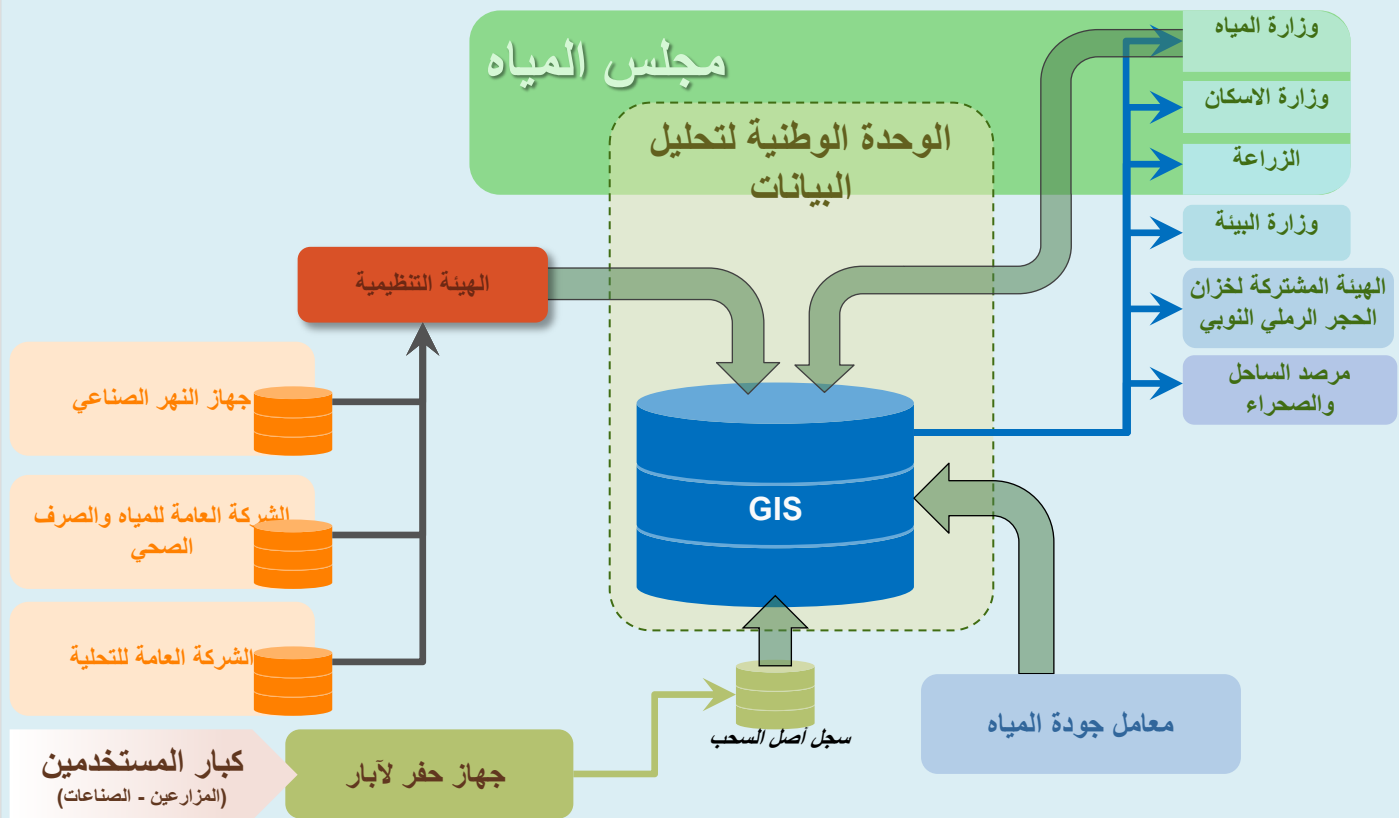 مجلس المياه
وزارة المياه
وزارة الاسكان
الزراعة
وزارة البيئة
الهيئة المشتركة لخزان
الحجر الرملي النوبي
مرصد الساحل
والصحراء
الوحدة الوطنية لتحليل
البيانات
الهيئة التنظيمية
جهاز النهر الصناعي
الشركة العامة للمياه والصرف
الصحي
الشركة العامة للتحلية
GIS
سجل أصل السحب
معامل جودة المياه
جهاز حفر لآبار
كبار المستخدمين
(المزارعين - الصناعات)